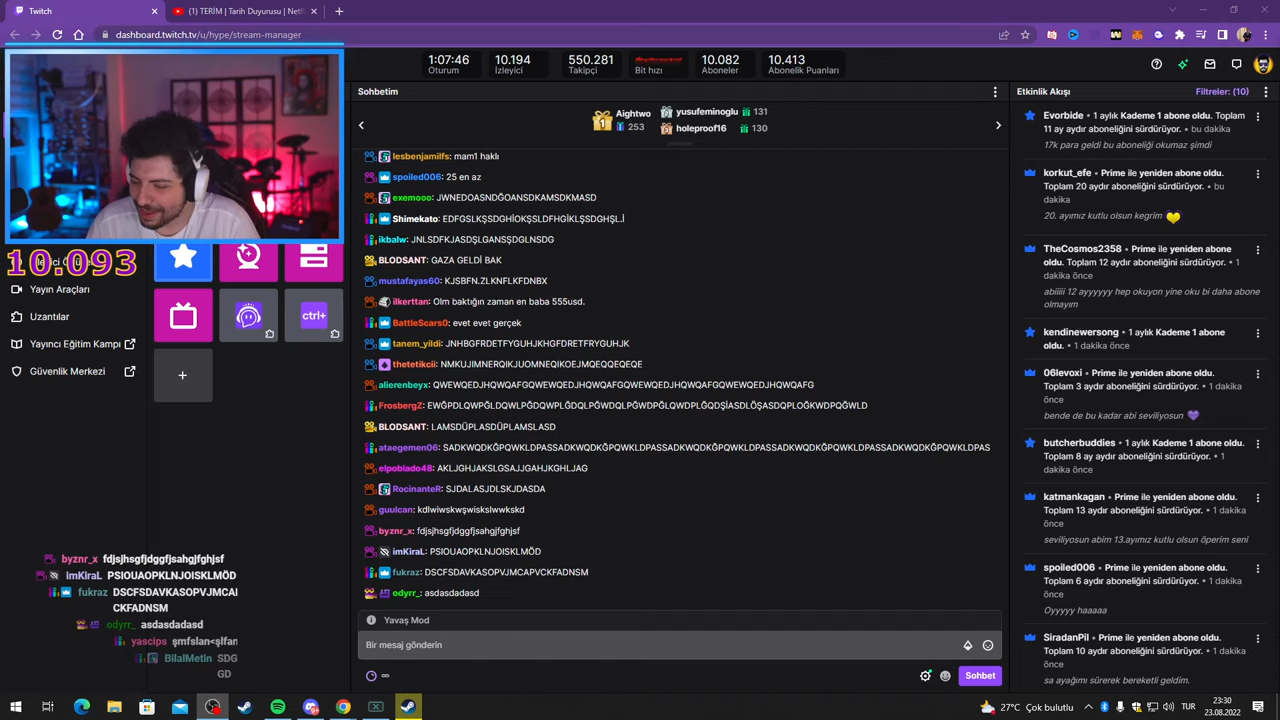 Twitch
(1) TERİM | Tarih Duyurusu | Netf
dashboard.twitch.tv/u/hype/stream-manager
1:07:46
Oturum
10.194
İzleyici
550.281
Takipçi
Bit hızı
10.082
Aboneler
10.413
Abonelik Puanları
10.093
Yayın Araçları
Uzantılar
Yayıncı Eğitim Kampı
Güvenlik Merkezi
ctrl+
+
byznr_x fdjsjhsgfjdggfjsahgjfghjsf
imKiraL PSIOUAOPKLNJOISKLMÖD
fukraz DSCFSDAVKASOPVJMCAI
CKFADNSM
odyrr_ asdasdadasd
yascips şmfslan<şlfan
BilalMetin SDG
GD
Sohbetim
1 Aightwo
253
yusufeminoglu 131
holeproof16 130
lesbenjamilfs: mam1 haklı
spoiled006: 25 en az
exemooo: JWNEDOASNDĞOANSDKAMSDKMASD
Shimekato: EDFGSLKŞSDGHİOKŞSLDFHGİKLŞSDGHŞL.İ
ikbalw: JNLSDFKJASDŞLGANSŞDGLNSDG
BLODSANT: GAZA GELDİ BAK
mustafayas60: KJSBFN.ZLKNFLKFDNBX
ilkerttan: Olm baktığın zaman en baba 555usd.
BattleScars0: evet evet gerçek
tanem_yildi: JNHBGFRDETFYGUHJKHGFDRETFRYGUHJK
thetetikcii: NMKUJIMNERQIKJUOMNEQIKOEJMQEQQEQEQE
alierenbeyx: QWEWQEDJHQWQAFGQWEWQEDJHQWQAFGQWEWQEDJHQWQAFGQWEWQEDJHQWQAFG
FrosbergZ: EWĞPDLQWPĞLDQWLPĞDQWPLĞDQLPĞWDQLPĞWDPĞLQWDPLĞQDŞİASDLÖŞASDQPLOĞKWDPQĞWLD
BLODSANT: LAMSDÜPLASDÜPLAMSLASD
ataegemen06: SADKWQDKĞPQWKLDPASSADKWQDKĞPQWKLDPASSADKWQDKĞPQWKLDPASSADKWQDKĞPQWKLDPAS
elpobiado48: AKLJGHJAKSLGSAJJGAHJKGHLJAG
RocinanteR: SJDALASJDLSKJDASDA
guulcan: kdlwiwskwşwiskslwwkskd
byznr_x: fdjsjhsgfjdggfjsahgjfghjsf
imKiraL: PSIOUAOPKLNJOISKLMÖD
fukraz: DSCFSDAVKASOPVJMCAPVCKFADNSM
odyrr_: asdasdadasd
Yavaş Mod
Bir mesaj gönderin
Sohbet
Etkinlik Akışı
Filtreler: (10)
Evorbide • 1 aylık Kademe 1 abone oldu. Toplam
11 ay aydır aboneliğini sürdürüyor. • bu dakika
17k para geldi bu abonelği okumaz şimdi
korkut_efe • Prime ile yeniden abone oldu.
Toplam 20 aydır aboneliğini sürdürüyor. • bu
dakika
20. ayımız kutlu olsun kegrim
TheCosmos2358 • Prime ile yeniden abone
oldu. Toplam 12 aydır aboneliğini sürdürüyor. •
1 dakika önce
abiiiii 12 ayyyyyy hep okuyon yine oku bi daha abone
olmayım
kendinewersong • 1 aylık Kademe 1 abone
oldu. • 1 dakika önce
06levoxi • Prime ile yeniden abone oldu.
Toplam 3 aydır aboneliğini sürdürüyor. • 1 dakika
önce
bende de bu kadar abi seviliyosun
butcherbuddies • 1 aylık Kademe 1 abone oldu.
Toplam 8 ay aydır aboneliğini sürdürüyor. • 1
dakika önce
katmankagan • Prime ile yeniden abone oldu.
Toplam 13 aydır aboneliğini sürdürüyor. • 1 dakika
önce
seviliyosun abim 13.ayımız kutlu olsun öperim seni
spoiled006 • Prime ile yeniden abone oldu.
Toplam 6 aydır aboneliğini sürdürüyor. • 1 dakika
önce
Oyyyyy haaaaa
SiradanPil • Prime ile yeniden abone oldu.
Toplam 10 aydır aboneliğini sürdürüyor. • 1 dakika
önce
sa ayağımı sürerek bereketli geldim.
27°C Çok bulutlu
TUR
23:30
23.08.2022